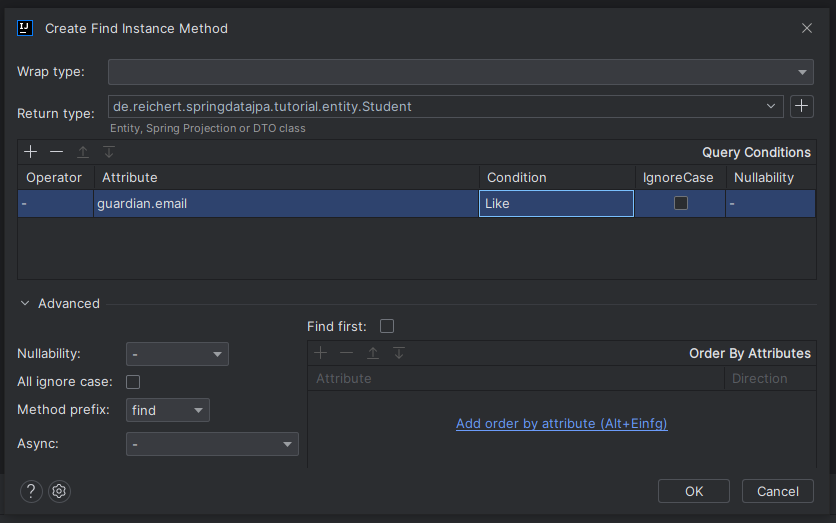 IJ
Create Find Instance Method
Wrap type:
Return type: de.reichert.springdatajpa.tutorial.entity.Student
Entity, Spring Projection or DTO class
Query Conditions
Operator Attribute Condition IgnoreCase Nullability
- guardian.email Like -
Advanced
Find first:
Nullability: -
Order By Attributes
All ignore case:
Attribute Direction
Method prefix: find
Add order by attribute (Alt+Einfg)
Async: -
? OK Cancel